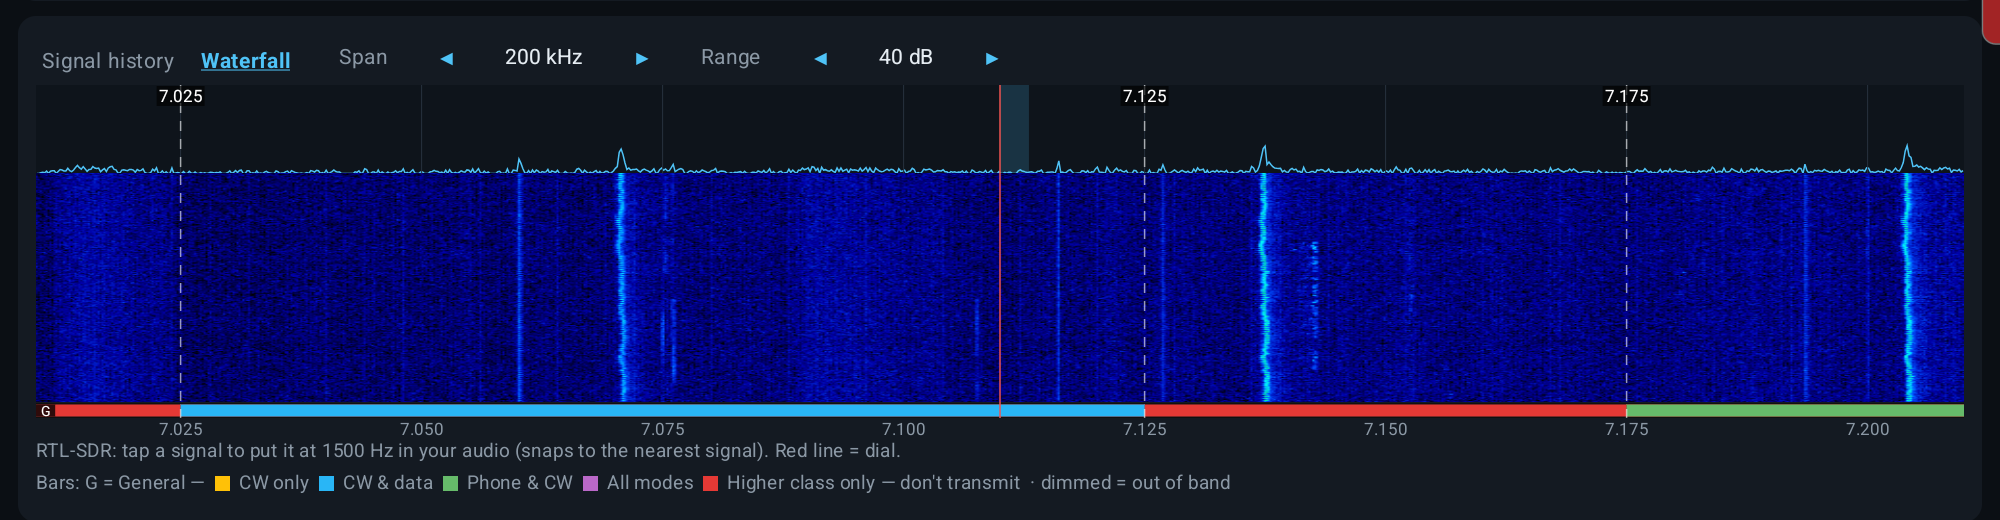 Signal history Waterfall Span ◀ 200 kHz ▶ Range ◀ 40 dB ▶
7.025 7.125 7.175
G
7.025 7.050 7.075 7.100 7.125 7.150 7.175 7.200
RTL-SDR: tap a signal to put it at 1500 Hz in your audio (snaps to the nearest signal). Red line = dial.
Bars: G = General — CW only CW & data Phone & CW All modes Higher class only — don't transmit · dimmed = out of band